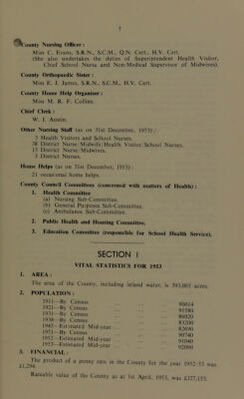 7
County Nursing Officer:
Miss C. Evans, S.R.N., S.C.M., Q.N. Cert., H.V. Cert.
(She also undertakes the duties of Superintendent Health Visitor,
Chief School Nurse and Non-Medical Supervisor of Midwives).
County Orthopaedic Sister:
Miss E. J. James, S.R.N., S.C.M., H.V. Cert.
County Home Help Organiser:
Miss M. R. F. Collins.
Chief Clerk:
W. J. Austin.
Other Nursing Staff (as on 31st December, 1953):
Health Visitors and School Nurses.
38 District Nurse/Midwife/Health Visitor/School Nurses.
13 District Nurse/Midwives.
3 District Nurses.
Home Helps (as on 31st December, 1953):
21 occasional home helps.
County Council Committees (concerned with matters of Health):
1. Health Committee
(a) Nursing Sub-Committee.
(b) General Purposes Sub-Committee.
(c) Ambulance Sub-Committee.
2. Public Health and Housing Committee.
3. Education Committee (responsible for School Health Service).
SECTION I
VITAL STATISTICS FOR 1953
1. AREA:
The area of the County, including inland water, is acres.
2. POPULATION:
1911—By Census
1921—By Census
1931—By Census
—Estimated Mid-year
1951—By Census
1952—Estimated Mid-year
1953—Estimated Mid-year
3. FINANCIAL:
The product of a penny rate in the County for the year 1952-53 was
£1,294.
Rateable value of the County as at 1st April, 1953, was £327,155.